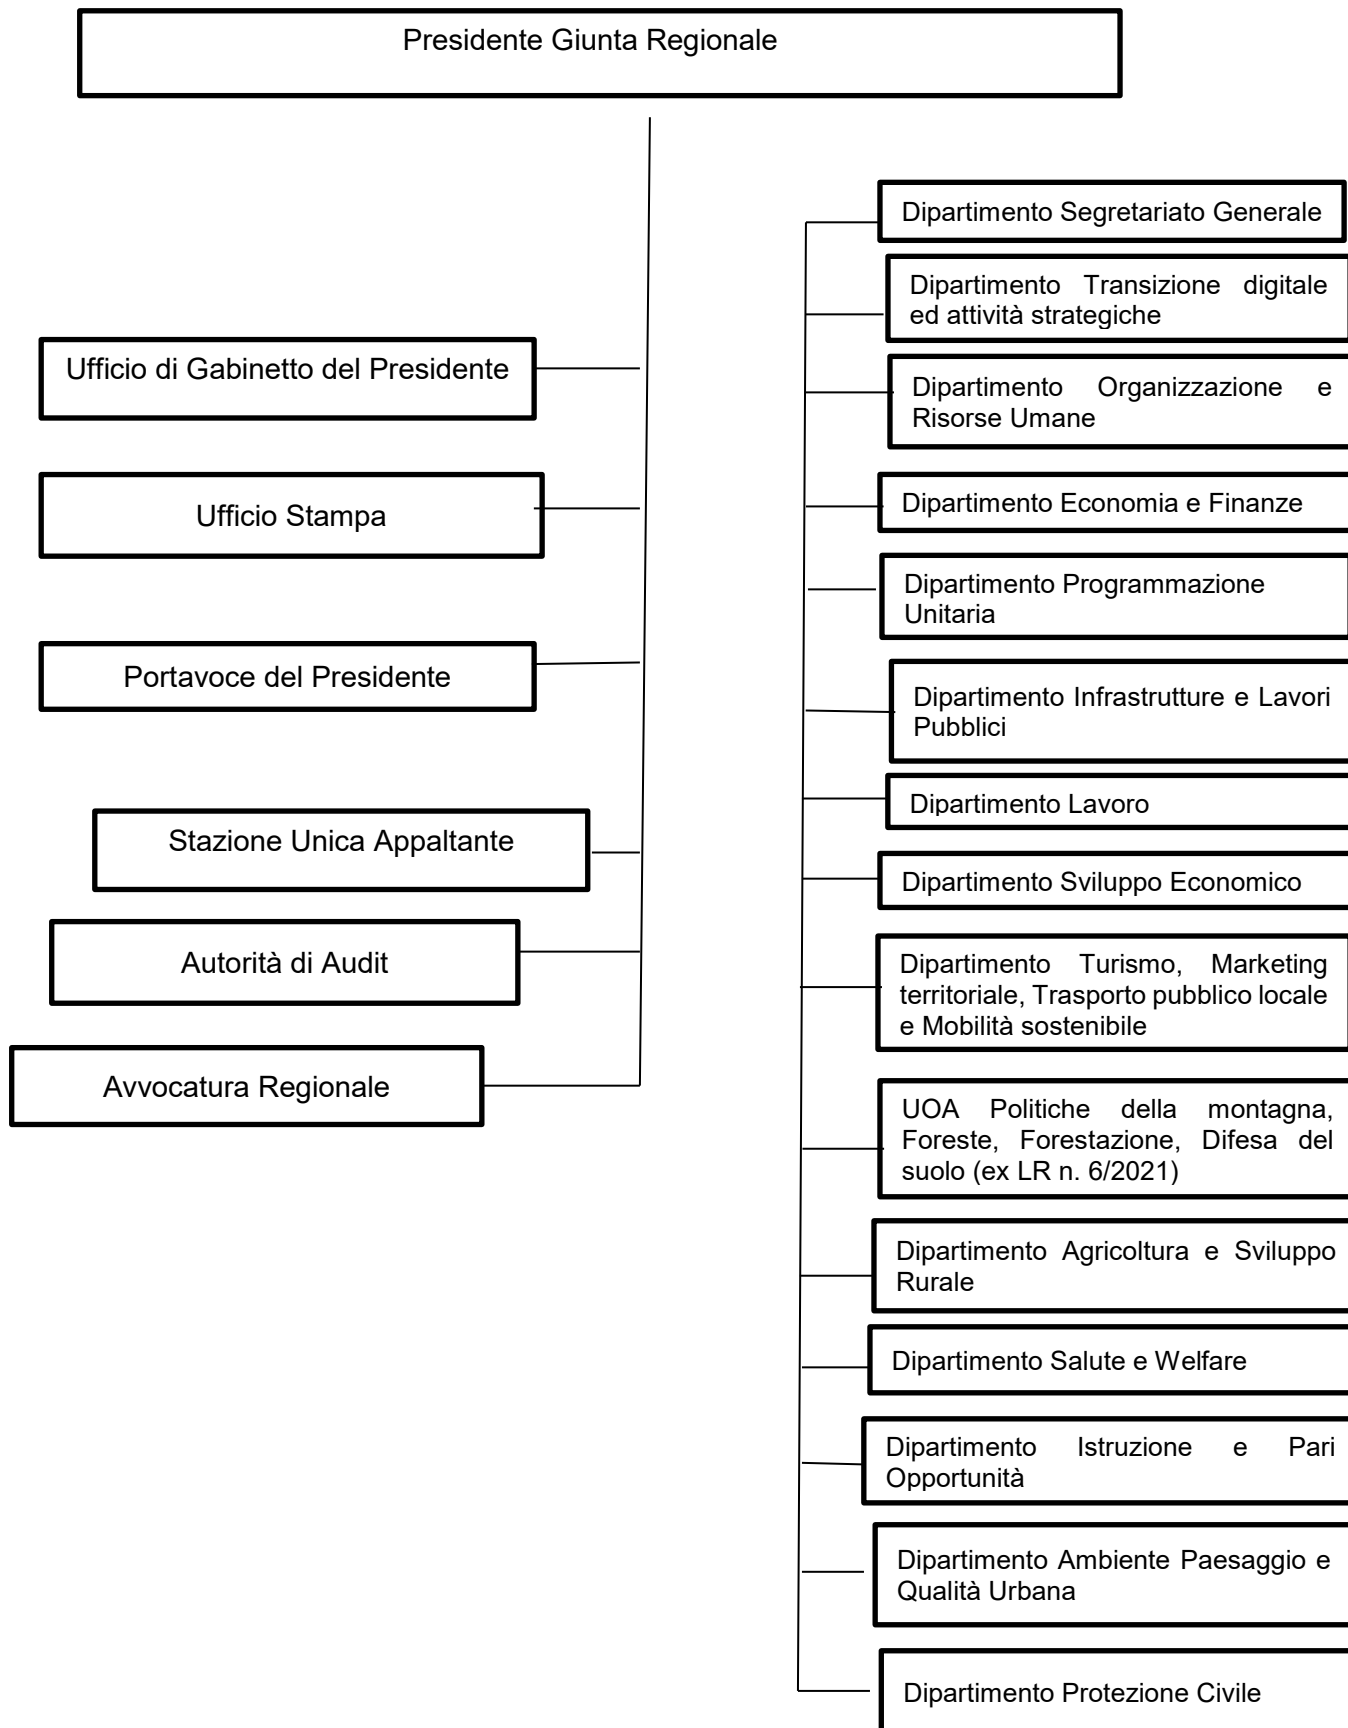 Presidente Giunta Regionale
Ufficio di Gabinetto del Presidente
Ufficio Stampa
Portavoce del Presidente
Stazione Unica Appaltante
Autorità di Audit
Avvocatura Regionale
Dipartimento Segretariato Generale
Dipartimento Transizione digitale
ed attività strategiche
Dipartimento Organizzazione e
Risorse Umane
Dipartimento Economia e Finanze
Dipartimento Programmazione
Unitaria
Dipartimento Infrastrutture e Lavori
Pubblici
Dipartimento Lavoro
Dipartimento Sviluppo Economico
Dipartimento Turismo, Marketing
territoriale, Trasporto pubblico locale
e Mobilità sostenibile
UOA Politiche della montagna,
Foreste, Forestazione, Difesa del
suolo (ex LR n. 6/2021)
Dipartimento Agricoltura e Sviluppo
Rurale
Dipartimento Salute e Welfare
Dipartimento Istruzione e Pari
Opportunità
Dipartimento Ambiente Paesaggio e
Qualità Urbana
Dipartimento Protezione Civile